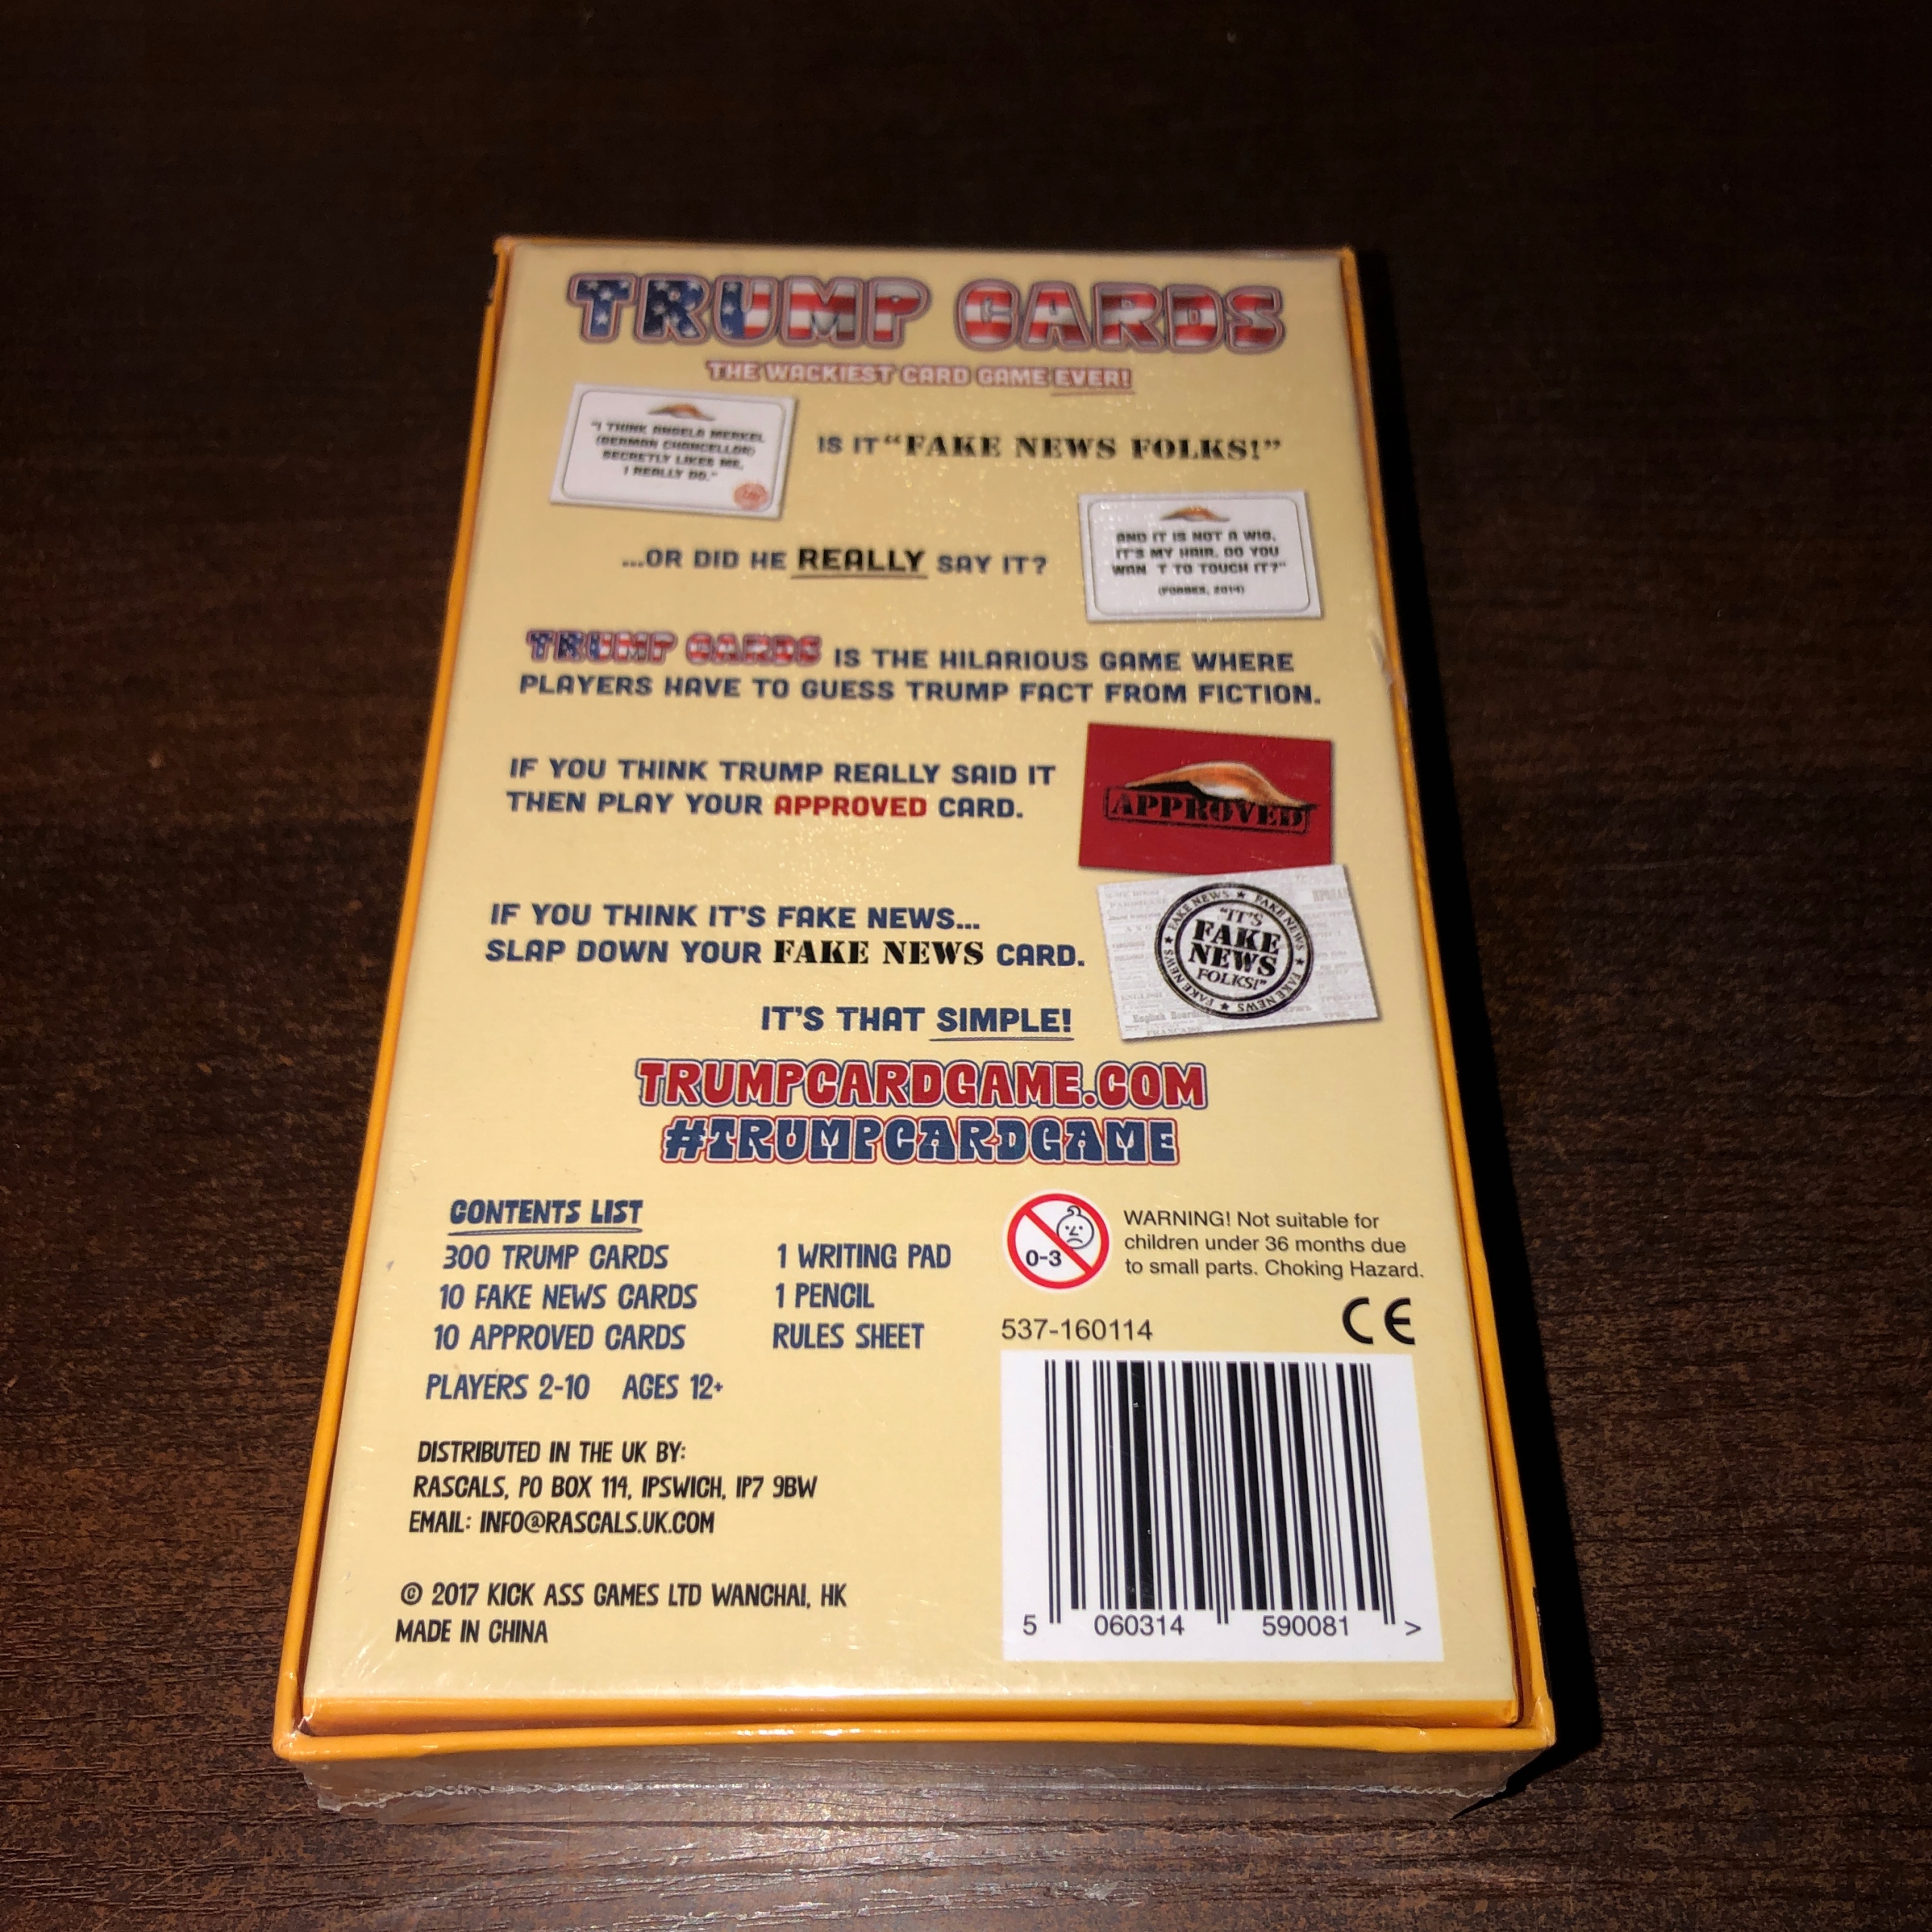 TRUMP CARDS
THE WACKIEST CARD GAME EVER!
"I THINK ANGELA MERKEL
(GERMAN CHANCELLOR)
SECRETLY LIKES ME,
I REALLY DO."
IS IT "FAKE NEWS FOLKS!"
...OR DID HE REALLY SAY IT?
AND IT IS NOT A WIG,
IT'S MY HAIR. DO YOU
WAN T TO TOUCH IT?"
(FORBES, 2014)
TRUMP CARDS IS THE HILARIOUS GAME WHERE
PLAYERS HAVE TO GUESS TRUMP FACT FROM FICTION.
IF YOU THINK TRUMP REALLY SAID IT
THEN PLAY YOUR APPROVED CARD.
APPROVED
IF YOU THINK IT'S FAKE NEWS...
SLAP DOWN YOUR FAKE NEWS CARD.
FAKE NEWS ★ FAKE NEWS ★ FAKE NEWS ★ FAKE NEWS ★
"IT'S
FAKE
NEWS
FOLKS!"
IT'S THAT SIMPLE!
TRUMPCARDGAME.COM
#TRUMPCARDGAME
CONTENTS LIST
300 TRUMP CARDS
10 FAKE NEWS CARDS
10 APPROVED CARDS
1 WRITING PAD
1 PENCIL
RULES SHEET
PLAYERS 2-10 AGES 12+
0-3
WARNING! Not suitable for
children under 36 months due
to small parts. Choking Hazard.
CE
537-160114
DISTRIBUTED IN THE UK BY:
RASCALS, PO BOX 114, IPSWICH, IP7 9BW
EMAIL: INFO@RASCALS.UK.COM
© 2017 KICK ASS GAMES LTD WANCHAI, HK
MADE IN CHINA
5 060314 590081 >